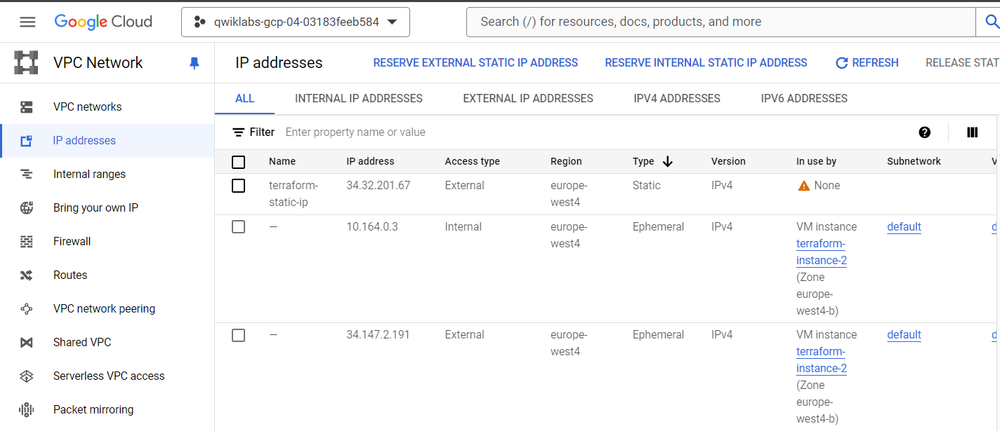 Google Cloud
qwiklabs-gcp-04-03183feeb584
Search (/) for resources, docs, products, and more
VPC Network
IP addresses
RESERVE EXTERNAL STATIC IP ADDRESS
RESERVE INTERNAL STATIC IP ADDRESS
REFRESH
RELEASE STAT
VPC networks
IP addresses
Internal ranges
Bring your own IP
Firewall
Routes
VPC network peering
Shared VPC
Serverless VPC access
Packet mirroring
ALL
INTERNAL IP ADDRESSES
EXTERNAL IP ADDRESSES
IPV4 ADDRESSES
IPV6 ADDRESSES
Filter
Enter property name or value
Name
IP address
Access type
Region
Type
Version
In use by
Subnetwork
terraform-
static-ip
34.32.201.67
External
europe-
west4
Static
IPv4
None
—
10.164.0.3
Internal
europe-
west4
Ephemeral
IPv4
VM instance
terraform-
instance-2
(Zone
europe-
west4-b)
default
—
34.147.2.191
External
europe-
west4
Ephemeral
IPv4
VM instance
terraform-
instance-2
(Zone
europe-
west4-b)
default